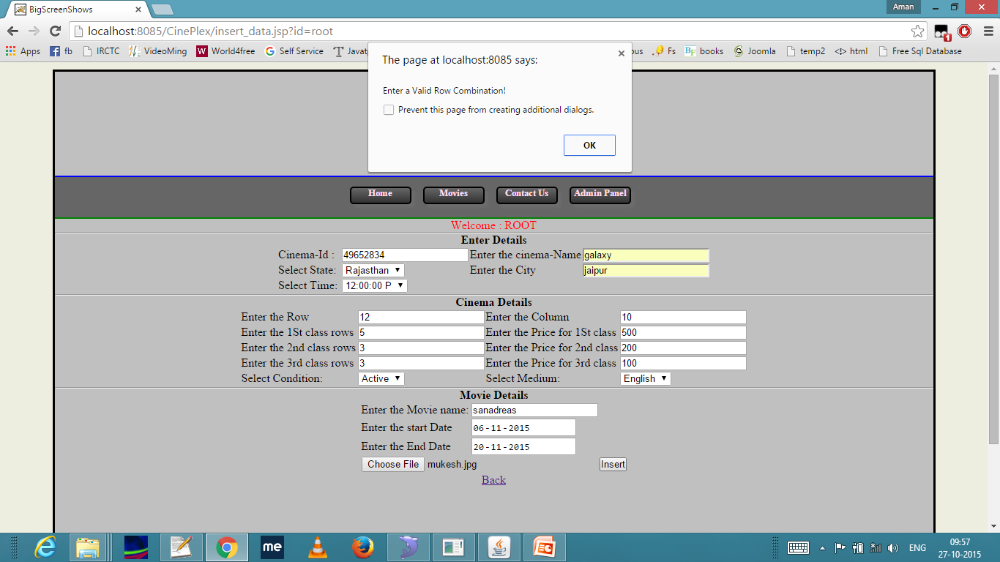 BigScreenShows
Aman
localhost:8085/CinePlex/insert_data.jsp?id=root
1
Apps fb IRCTC VideoMing World4free Self Service Javat Fs books Joomla temp2 html Free Sql Database
The page at localhost:8085 says:
Enter a Valid Row Combination!
Prevent this page from creating additional dialogs.
OK
Home Movies Contact Us Admin Panel
Welcome : ROOT
Enter Details
Cinema-Id : 49652834 Enter the cinema-Name galaxy
Select State: Rajasthan Enter the City jaipur
Select Time: 12:00:00 P
Cinema Details
Enter the Row 12 Enter the Column 10
Enter the 1St class rows 5 Enter the Price for 1St class 500
Enter the 2nd class rows 3 Enter the Price for 2nd class 200
Enter the 3rd class rows 3 Enter the Price for 3rd class 100
Select Condition: Active Select Medium: English
Movie Details
Enter the Movie name: sanadreas
Enter the start Date 06-11-2015
Enter the End Date 20-11-2015
Choose File mukesh.jpg Insert
Back
me
ENG
09:57
27-10-2015